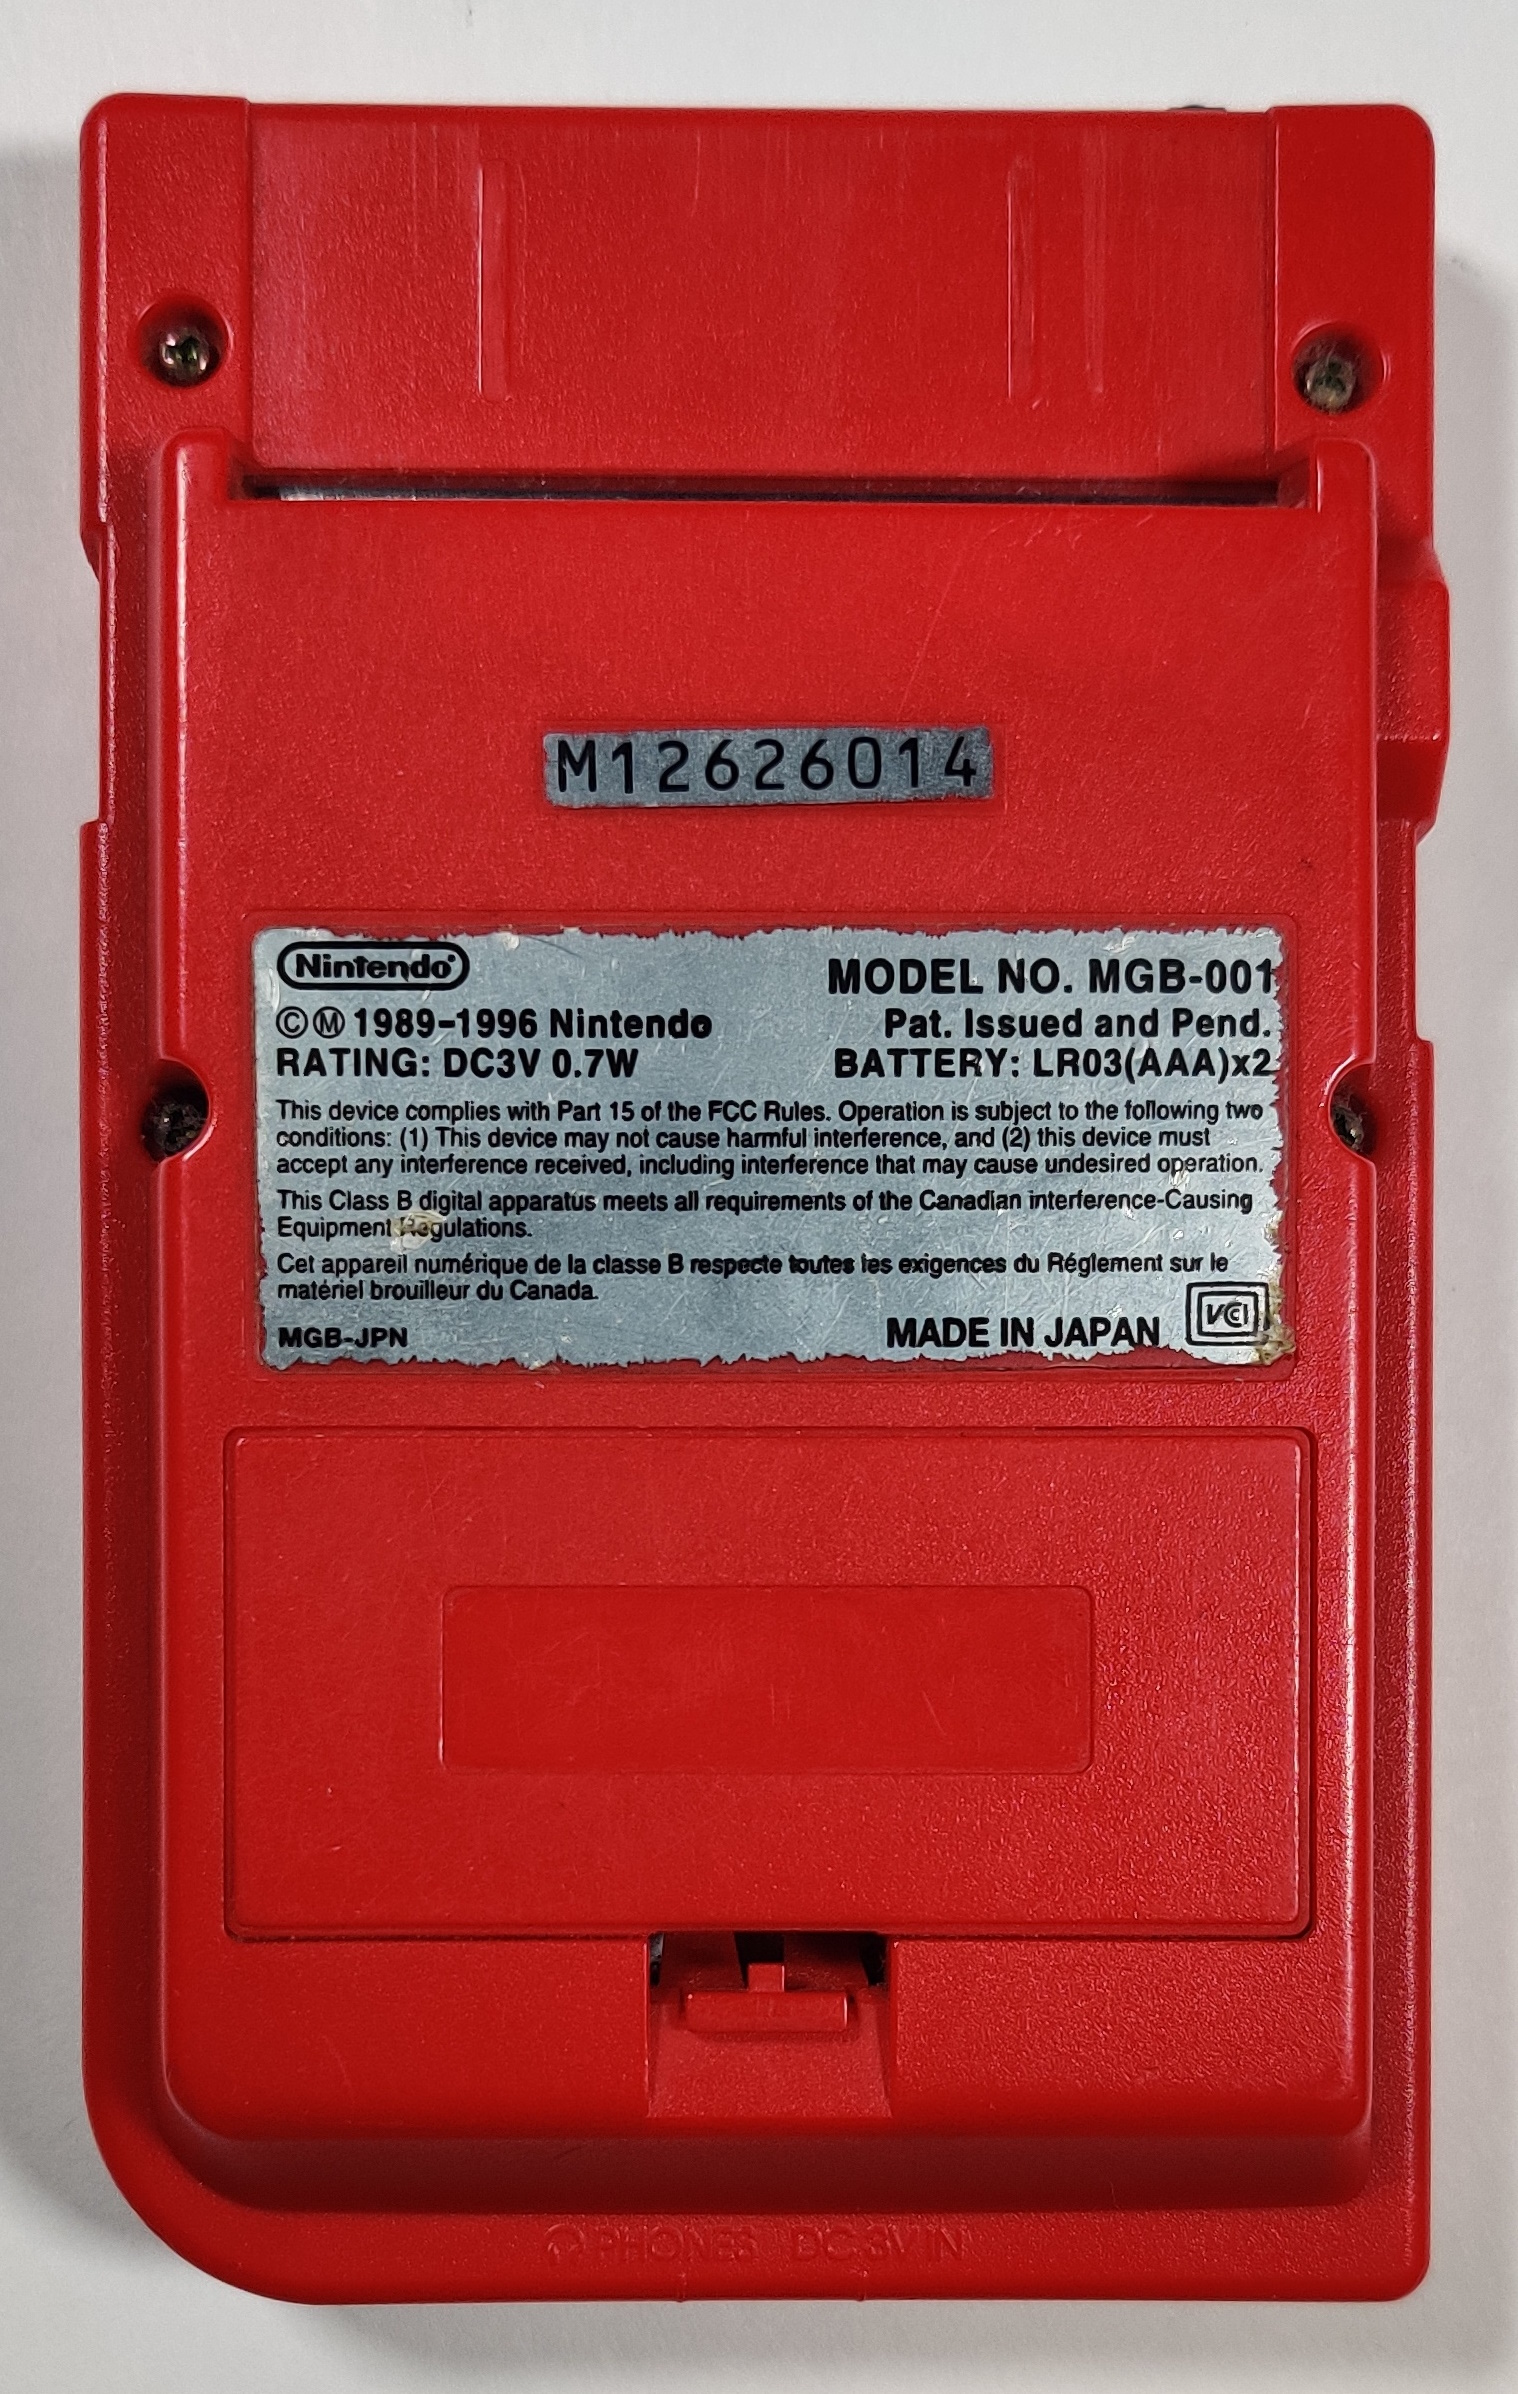 M12626014
Nintendo®
MODEL NO. MGB-001
©Ⓜ1989-1996 Nintendo
Pat. Issued and Pend.
RATING: DC3V 0.7W
BATTERY: LR03(AAA)x2
This device complies with Part 15 of the FCC Rules. Operation is subject to the following two
conditions: (1) This device may not cause harmful interference, and (2) this device must
accept any interference received, including interference that may cause undesired operation.
This Class B digital apparatus meets all requirements of the Canadian interference-Causing
Equipment Regulations.
Cet appareil numérique de la classe B respecte toutes les exigences du Réglement sur le
matériel brouilleur du Canada.
MGB-JPN
MADE IN JAPAN
VCI
PHONES DC 3V IN